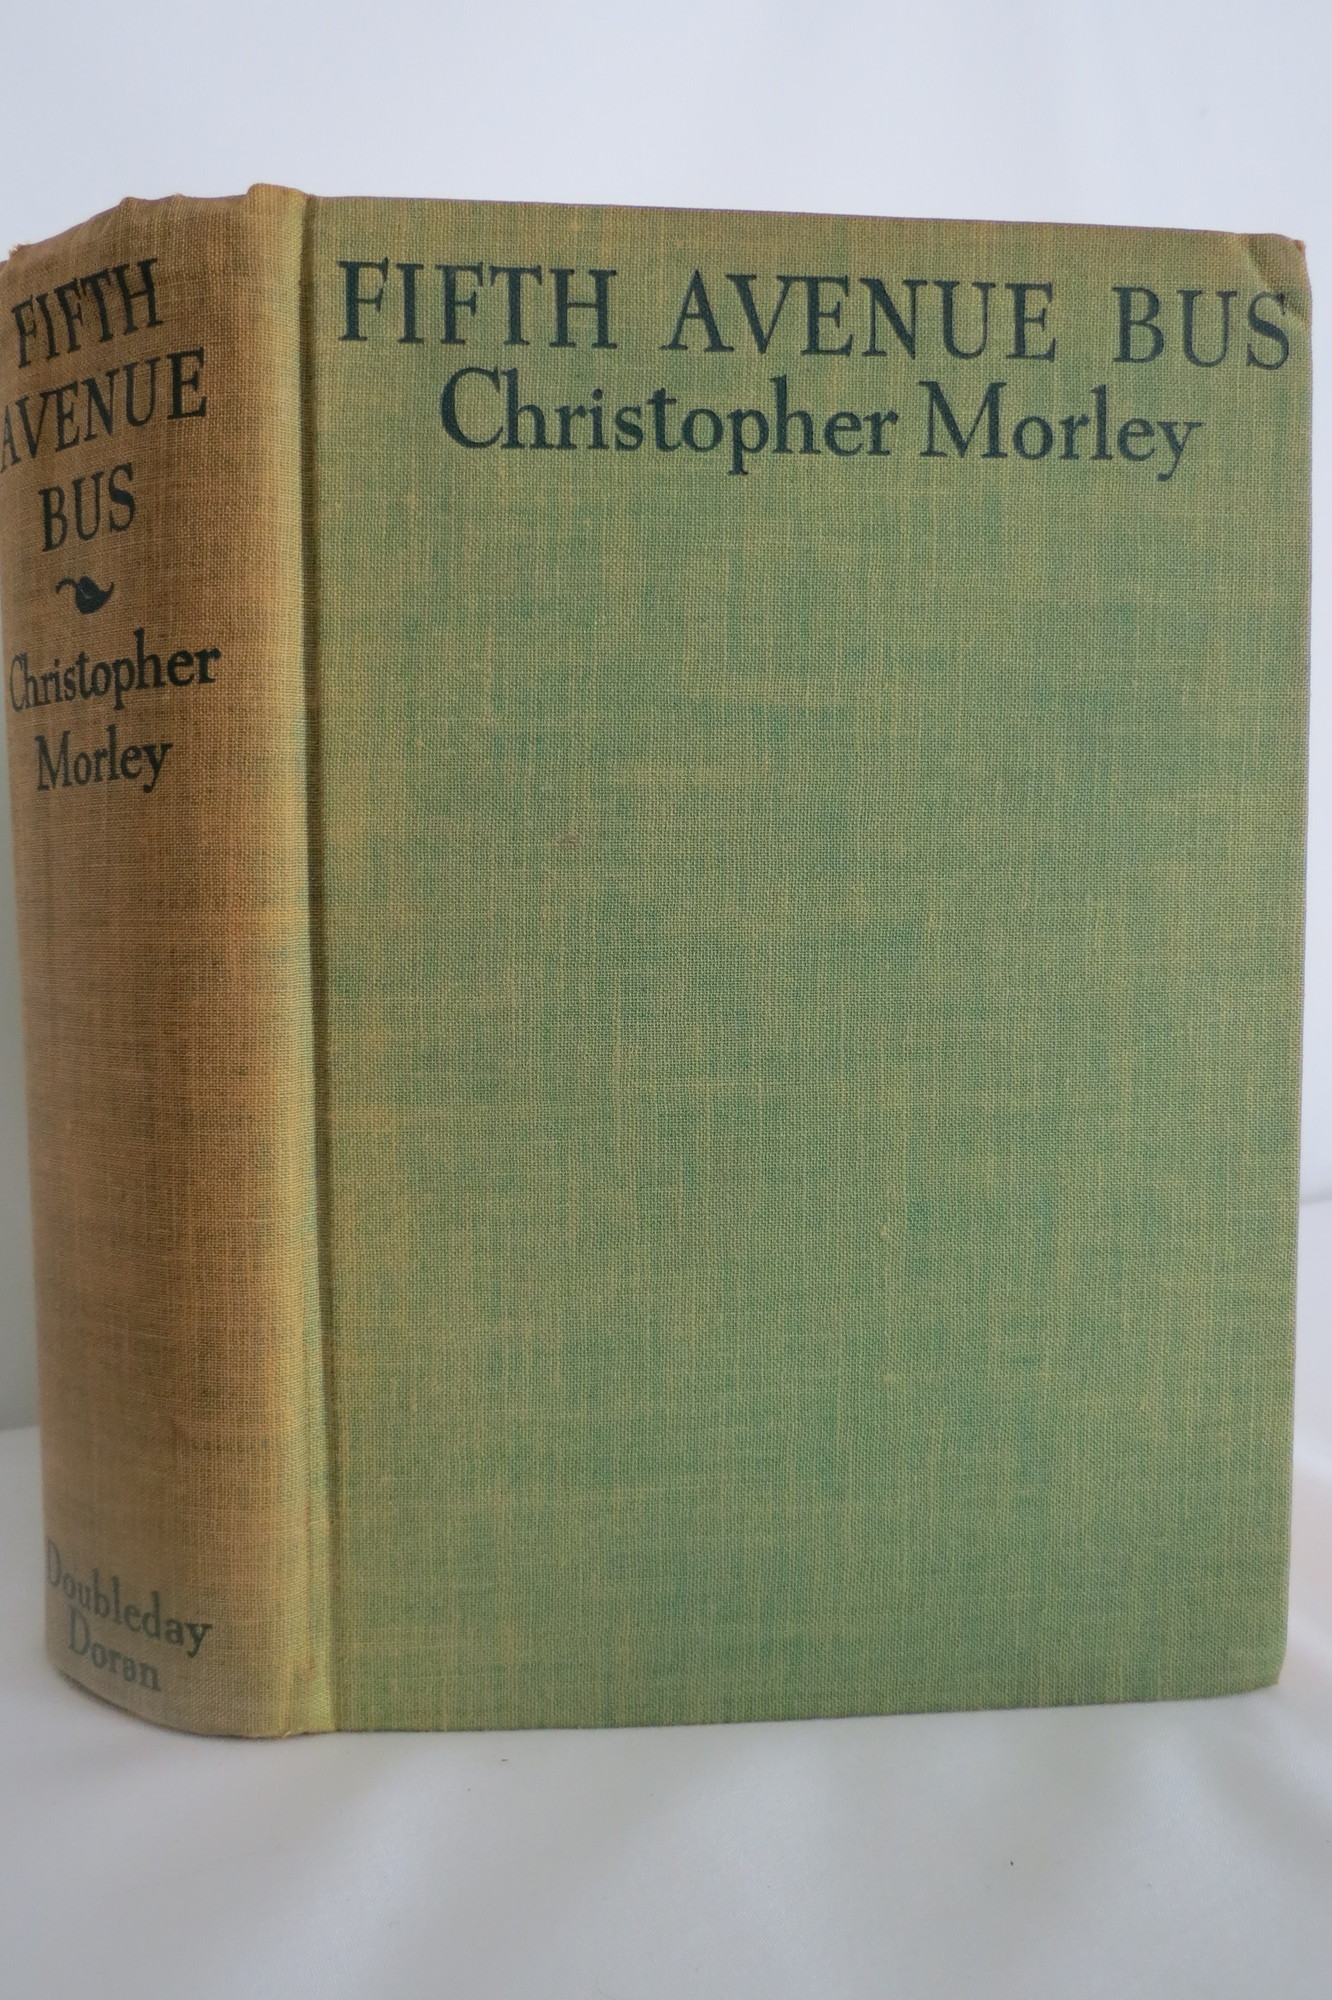 FIFTH
AVENUE
BUS
Christopher
Morley
Doubleday
Doran
FIFTH AVENUE BUS
Christopher Morley